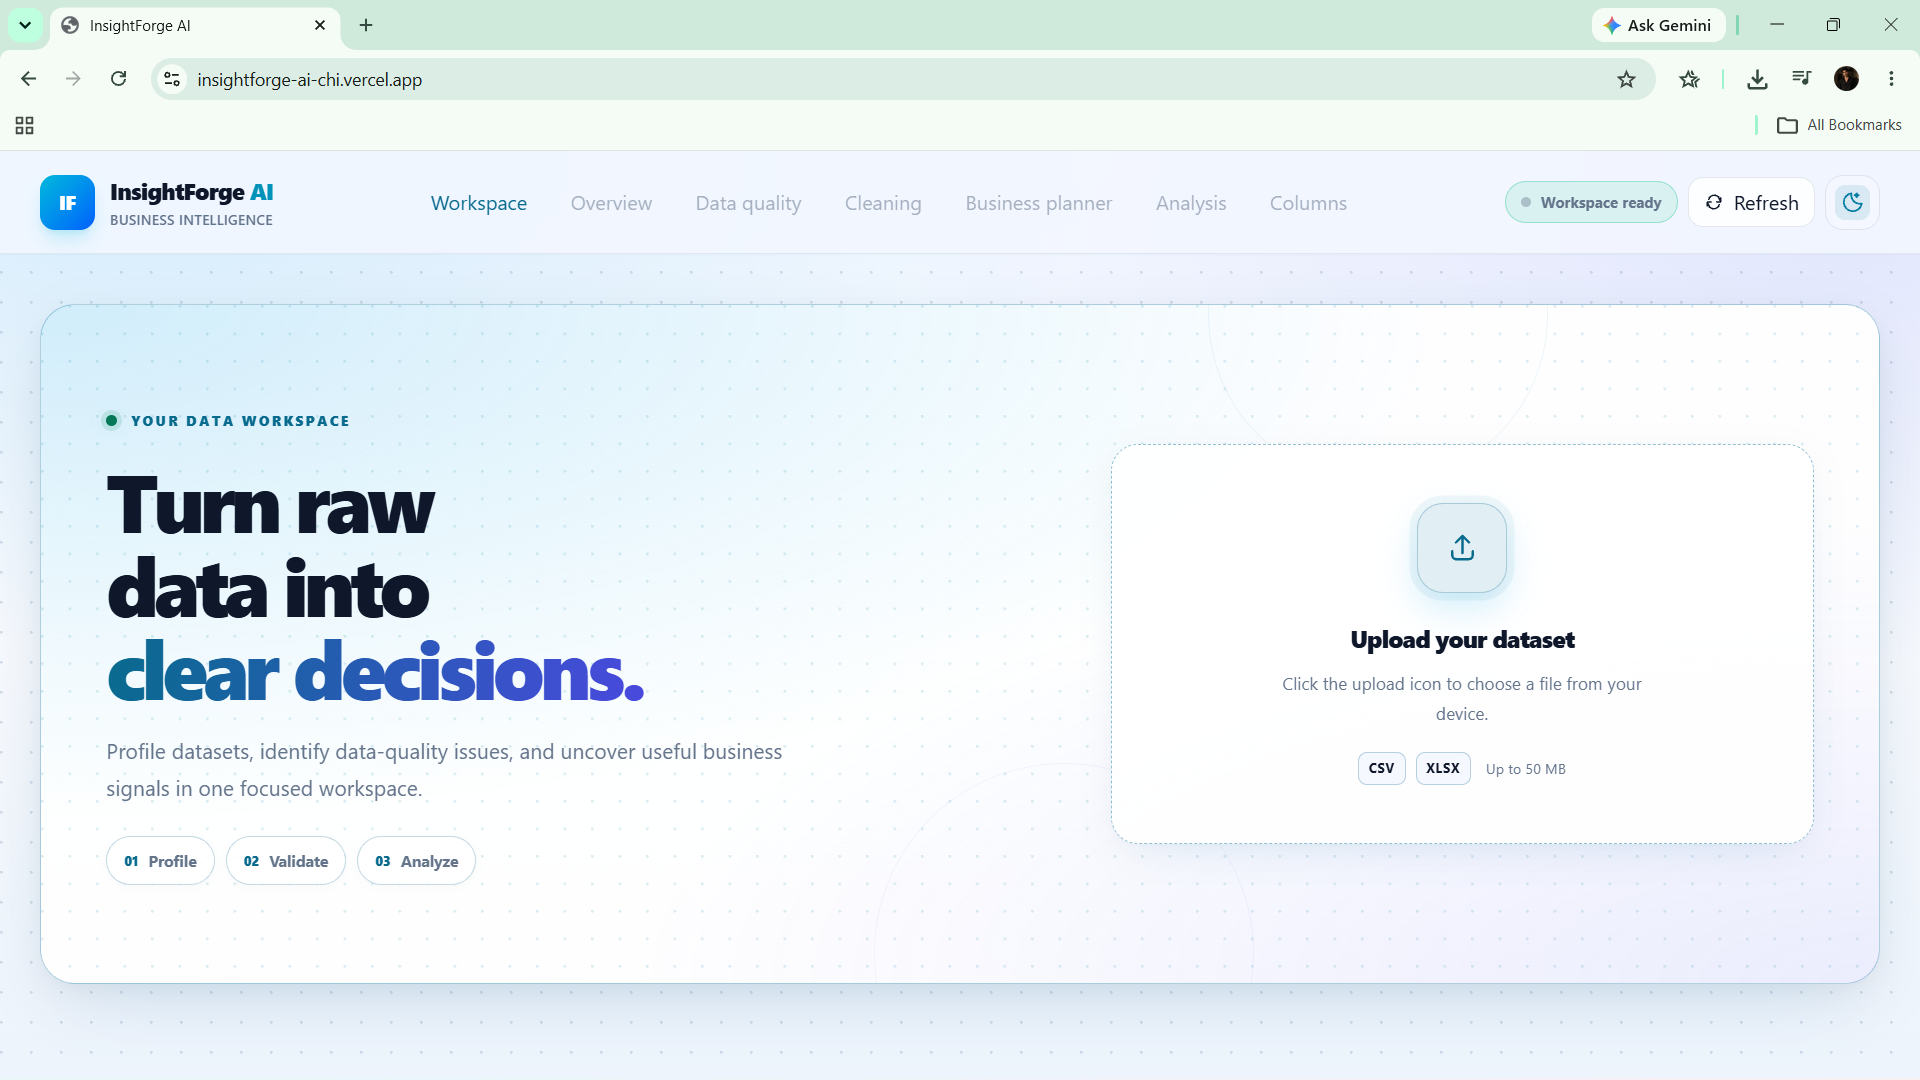 InsightForge AI
Ask Gemini
insightforge-ai-chi.vercel.app
All Bookmarks
IF
InsightForge AI
BUSINESS INTELLIGENCE
Workspace
Overview
Data quality
Cleaning
Business planner
Analysis
Columns
Workspace ready
Refresh
YOUR DATA WORKSPACE
Turn raw
data into
clear decisions.
Profile datasets, identify data-quality issues, and uncover useful business
signals in one focused workspace.
01 Profile
02 Validate
03 Analyze
Upload your dataset
Click the upload icon to choose a file from your
device.
CSV
XLSX
Up to 50 MB